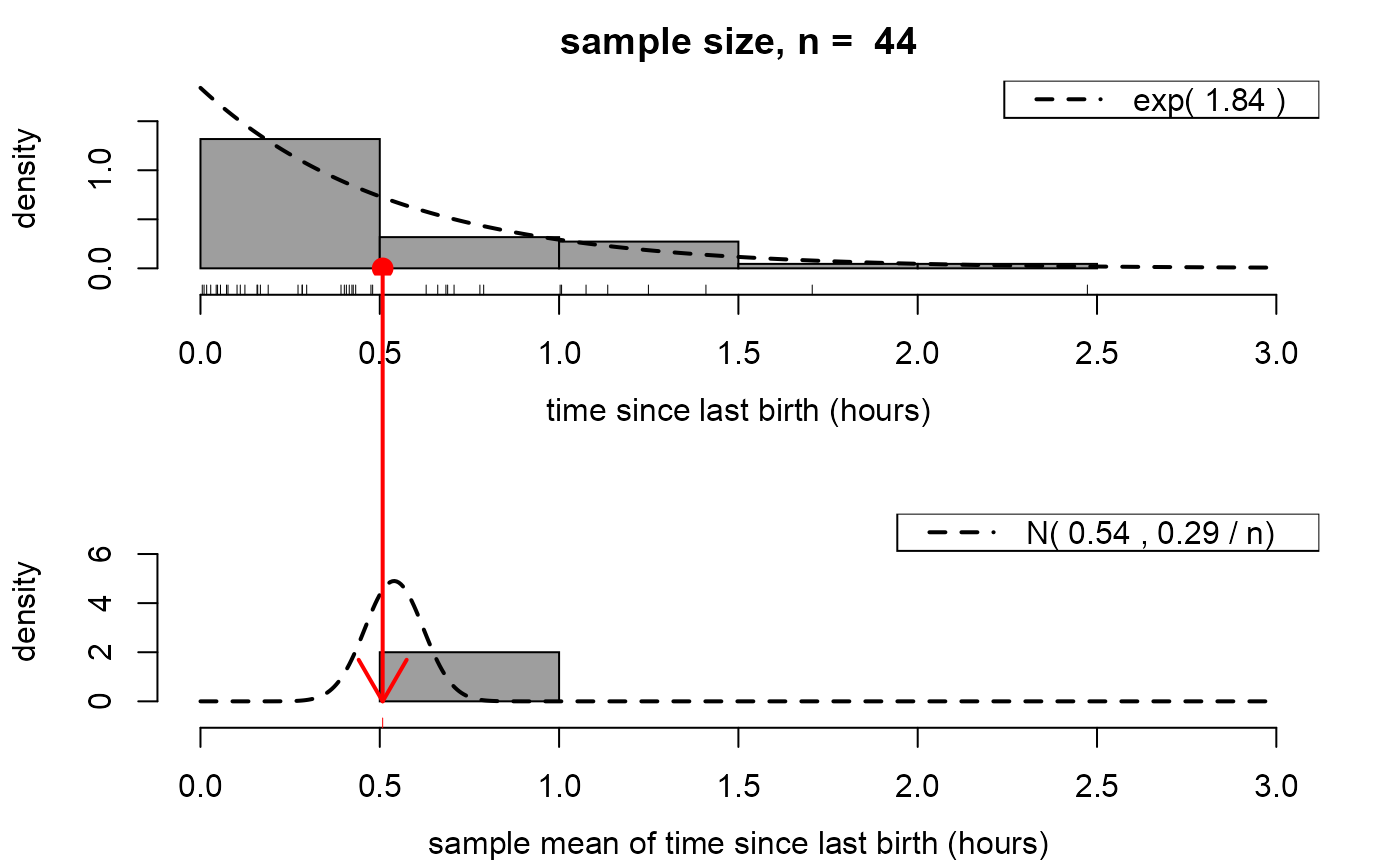 sample size, n = 44
exp( 1.84 )
density
0.0 1.0
0.0 0.5 1.0 1.5 2.0 2.5 3.0
time since last birth (hours)
N( 0.54 , 0.29 / n)
density
0 2 4 6
0.0 0.5 1.0 1.5 2.0 2.5 3.0
sample mean of time since last birth (hours)